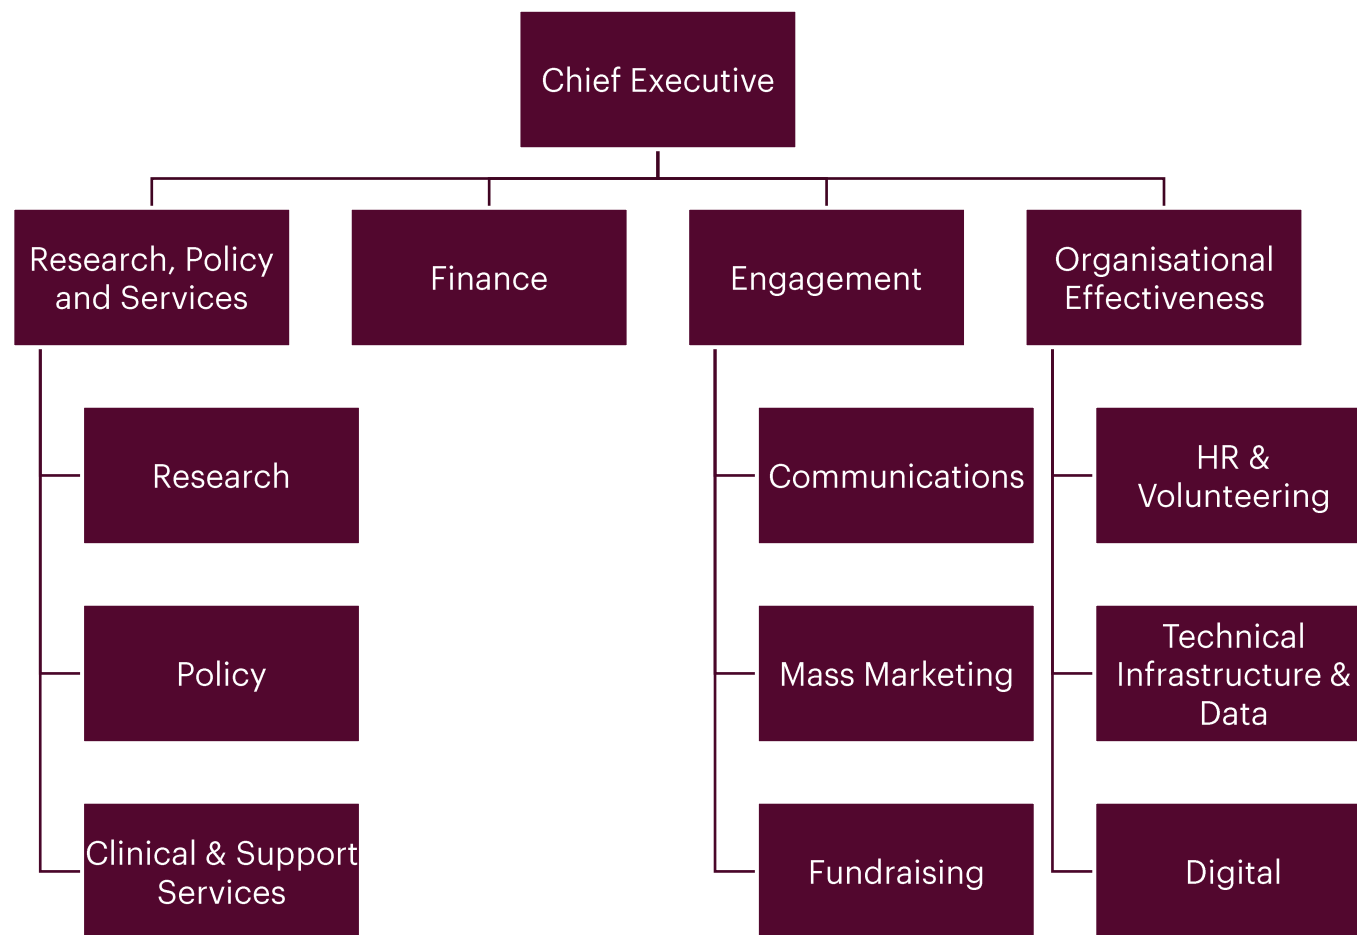 Chief Executive
Research, Policy
and Services
Finance
Engagement
Organisational
Effectiveness
Research
Communications
HR &
Volunteering
Policy
Mass Marketing
Technical
Infrastructure &
Data
Clinical & Support
Services
Fundraising
Digital